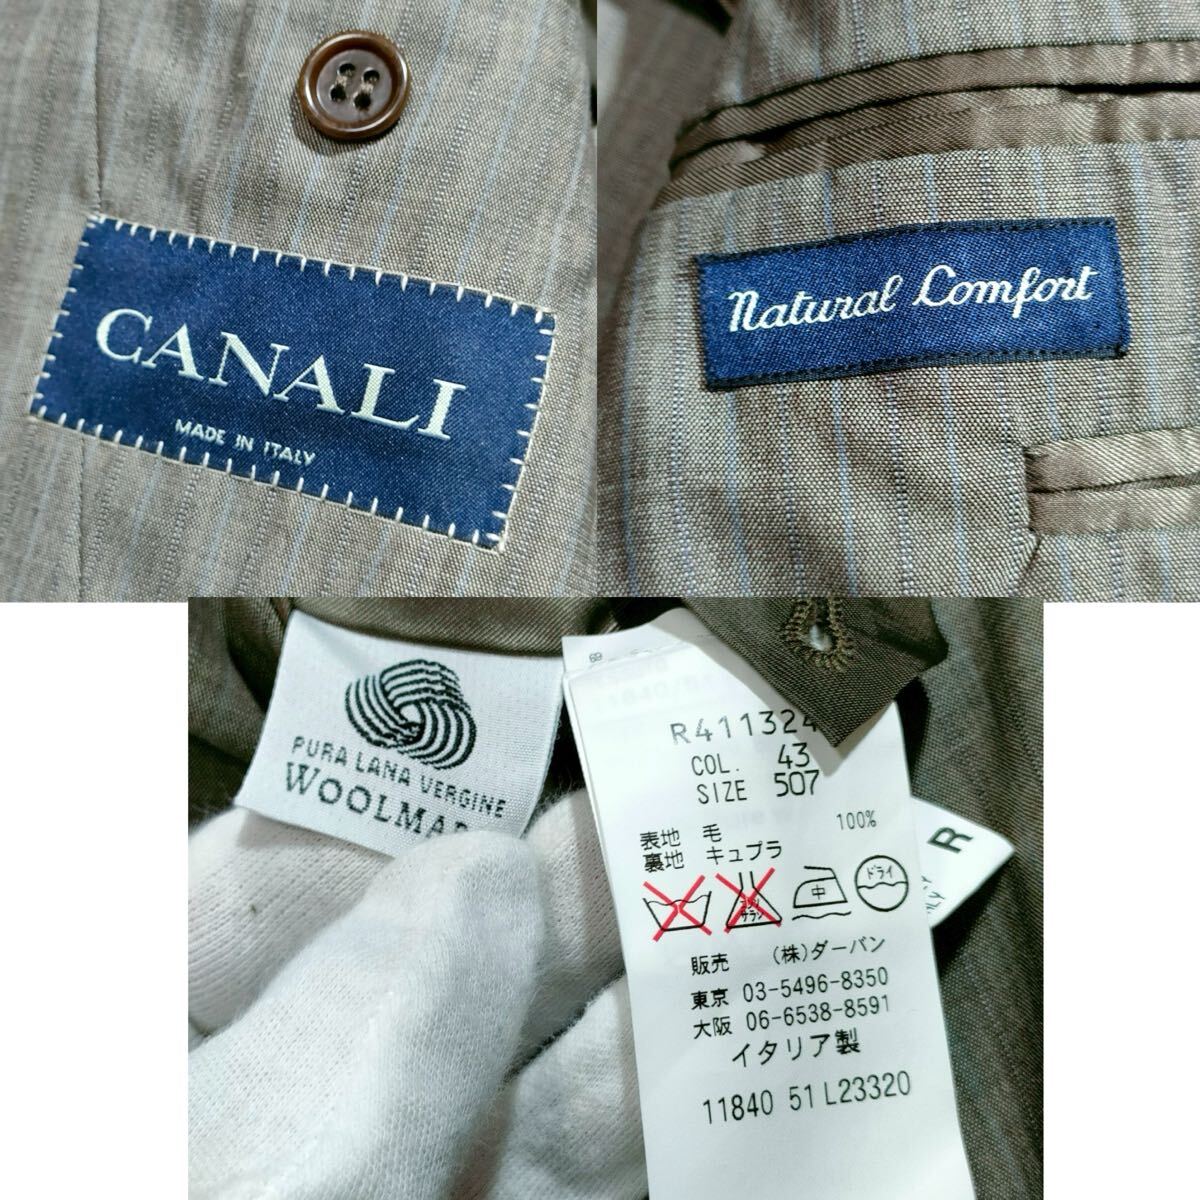 CANALI
MADE IN ITALY
Natural Comfort
PURA LANA VERGINE
R411324
COL. 43
SIZE 507
表地 毛 100%
裏地 キュプラ
中
ドライ
販売 (株)ダーバン
東京 03-5496-8350
大阪 06-6538-8591
イタリア製
11840 51 L23320
R